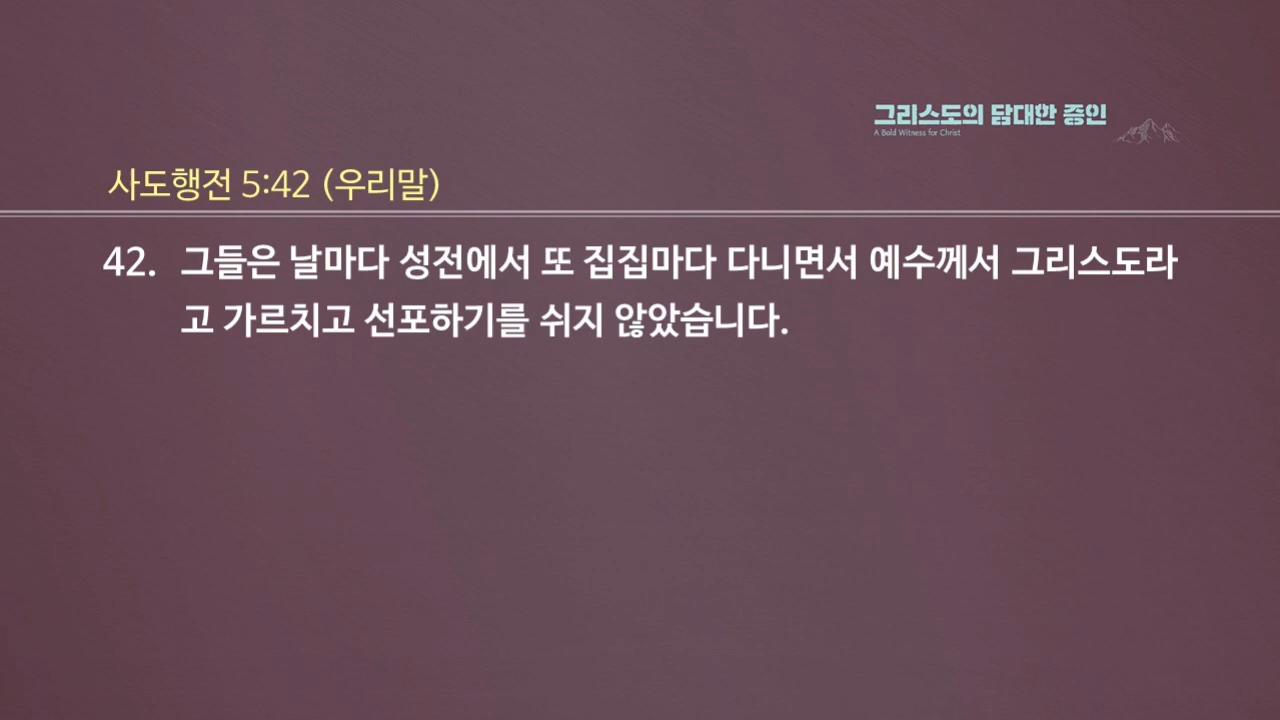 그리스도의 담대한 증인
A Bold Witness for Christ
사도행전 5:42 (우리말)
42. 그들은 날마다 성전에서 또 집집마다 다니면서 예수께서 그리스도라
고 가르치고 선포하기를 쉬지 않았습니다.